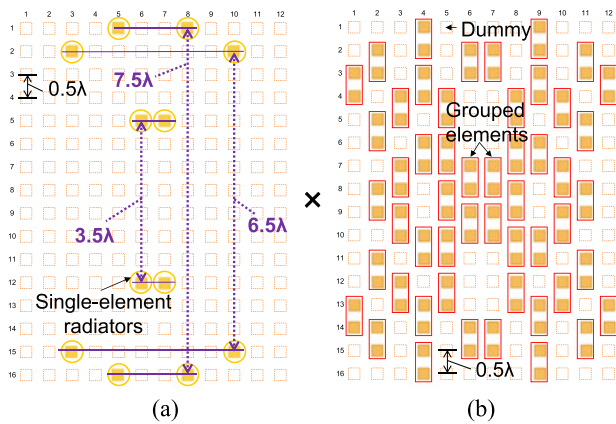 1 2 3 4 5 6 7 8 9 10 11 12
1
2
3
4
5
6
7
8
9
10
11
12
13
14
15
16
0.5λ
7.5λ
3.5λ
6.5λ
Single-element
radiators
(a)
×
1 2 3 4 5 6 7 8 9 10 11 12
1
2
3
4
5
6
7
8
9
10
11
12
13
14
15
16
Dummy
Grouped
elements
0.5λ
(b)